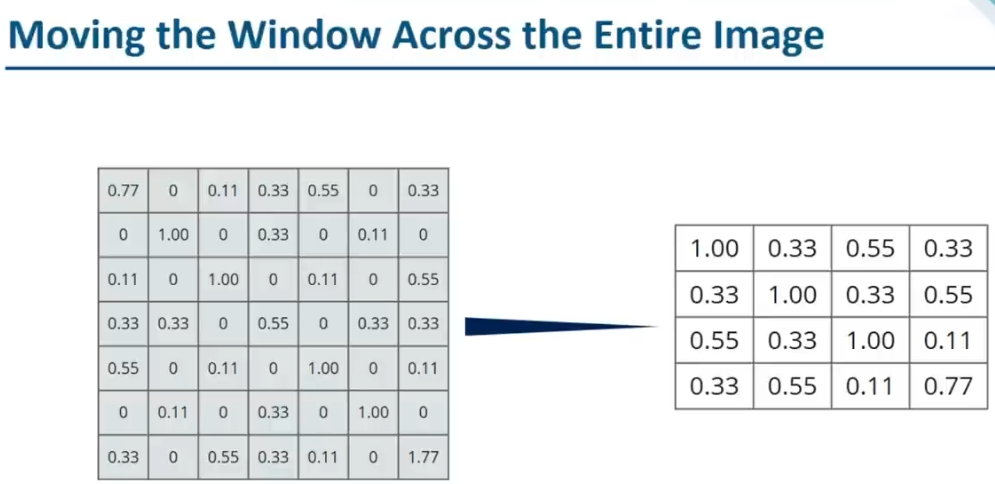 Moving the Window Across the Entire Image
0.77 0 0.11 0.33 0.55 0 0.33
0 1.00 0 0.33 0 0.11 0
0.11 0 1.00 0 0.11 0 0.55
0.33 0.33 0 0.55 0 0.33 0.33
0.55 0 0.11 0 1.00 0 0.11
0 0.11 0 0.33 0 1.00 0
0.33 0 0.55 0.33 0.11 0 1.77
1.00 0.33 0.55 0.33
0.33 1.00 0.33 0.55
0.55 0.33 1.00 0.11
0.33 0.55 0.11 0.77